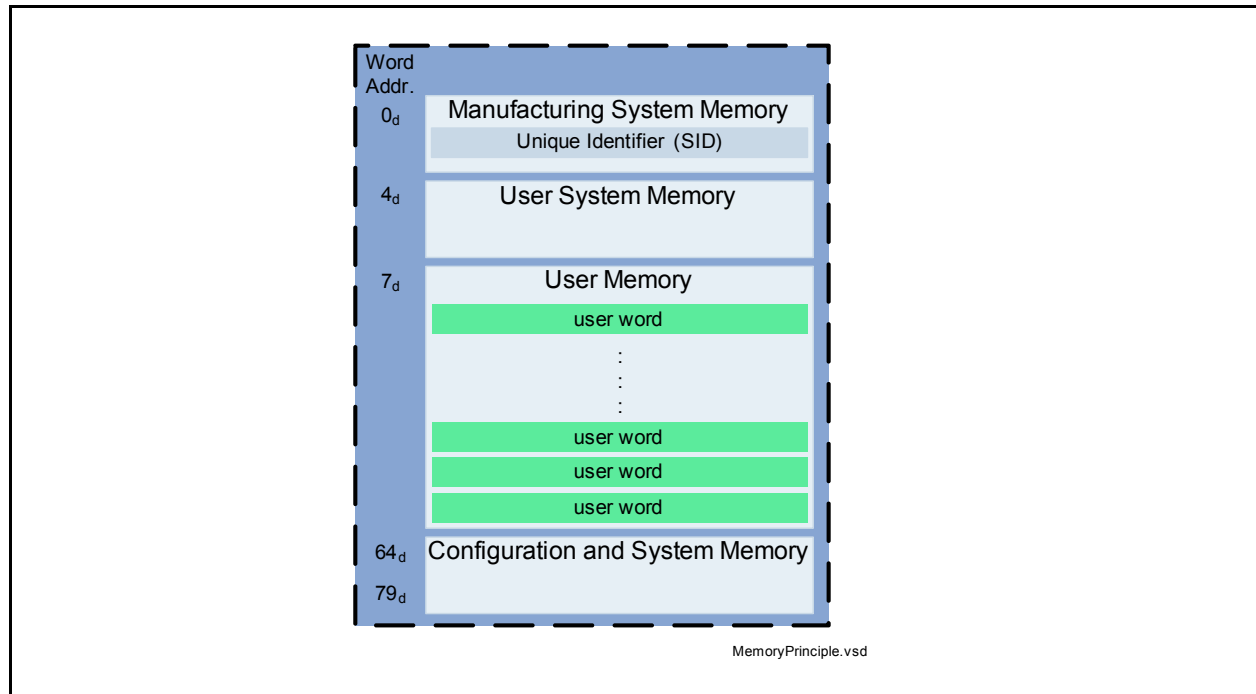 Word
Addr.
0d
Manufacturing System Memory
Unique Identifier (SID)
4d
User System Memory
7d
User Memory
user word
:
:
:
user word
user word
user word
64d
Configuration and System Memory
79d
MemoryPrinciple.vsd